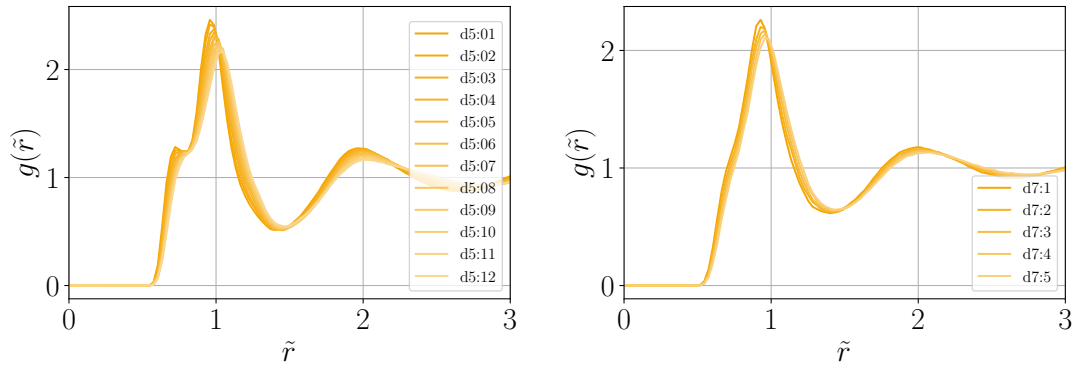 g(r̃)
2
1
0
d5:01
d5:02
d5:03
d5:04
d5:05
d5:06
d5:07
d5:08
d5:09
d5:10
d5:11
d5:12
0 1 2 3
r̃
g(r̃)
2
1
0
d7:1
d7:2
d7:3
d7:4
d7:5
0 1 2 3
r̃